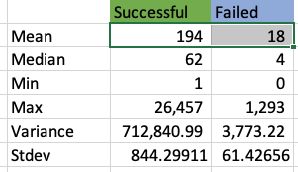 Successful Failed
Mean 194 18
Median 62 4
Min 1 0
Max 26,457 1,293
Variance 712,840.99 3,773.22
Stdev 844.29911 61.42656